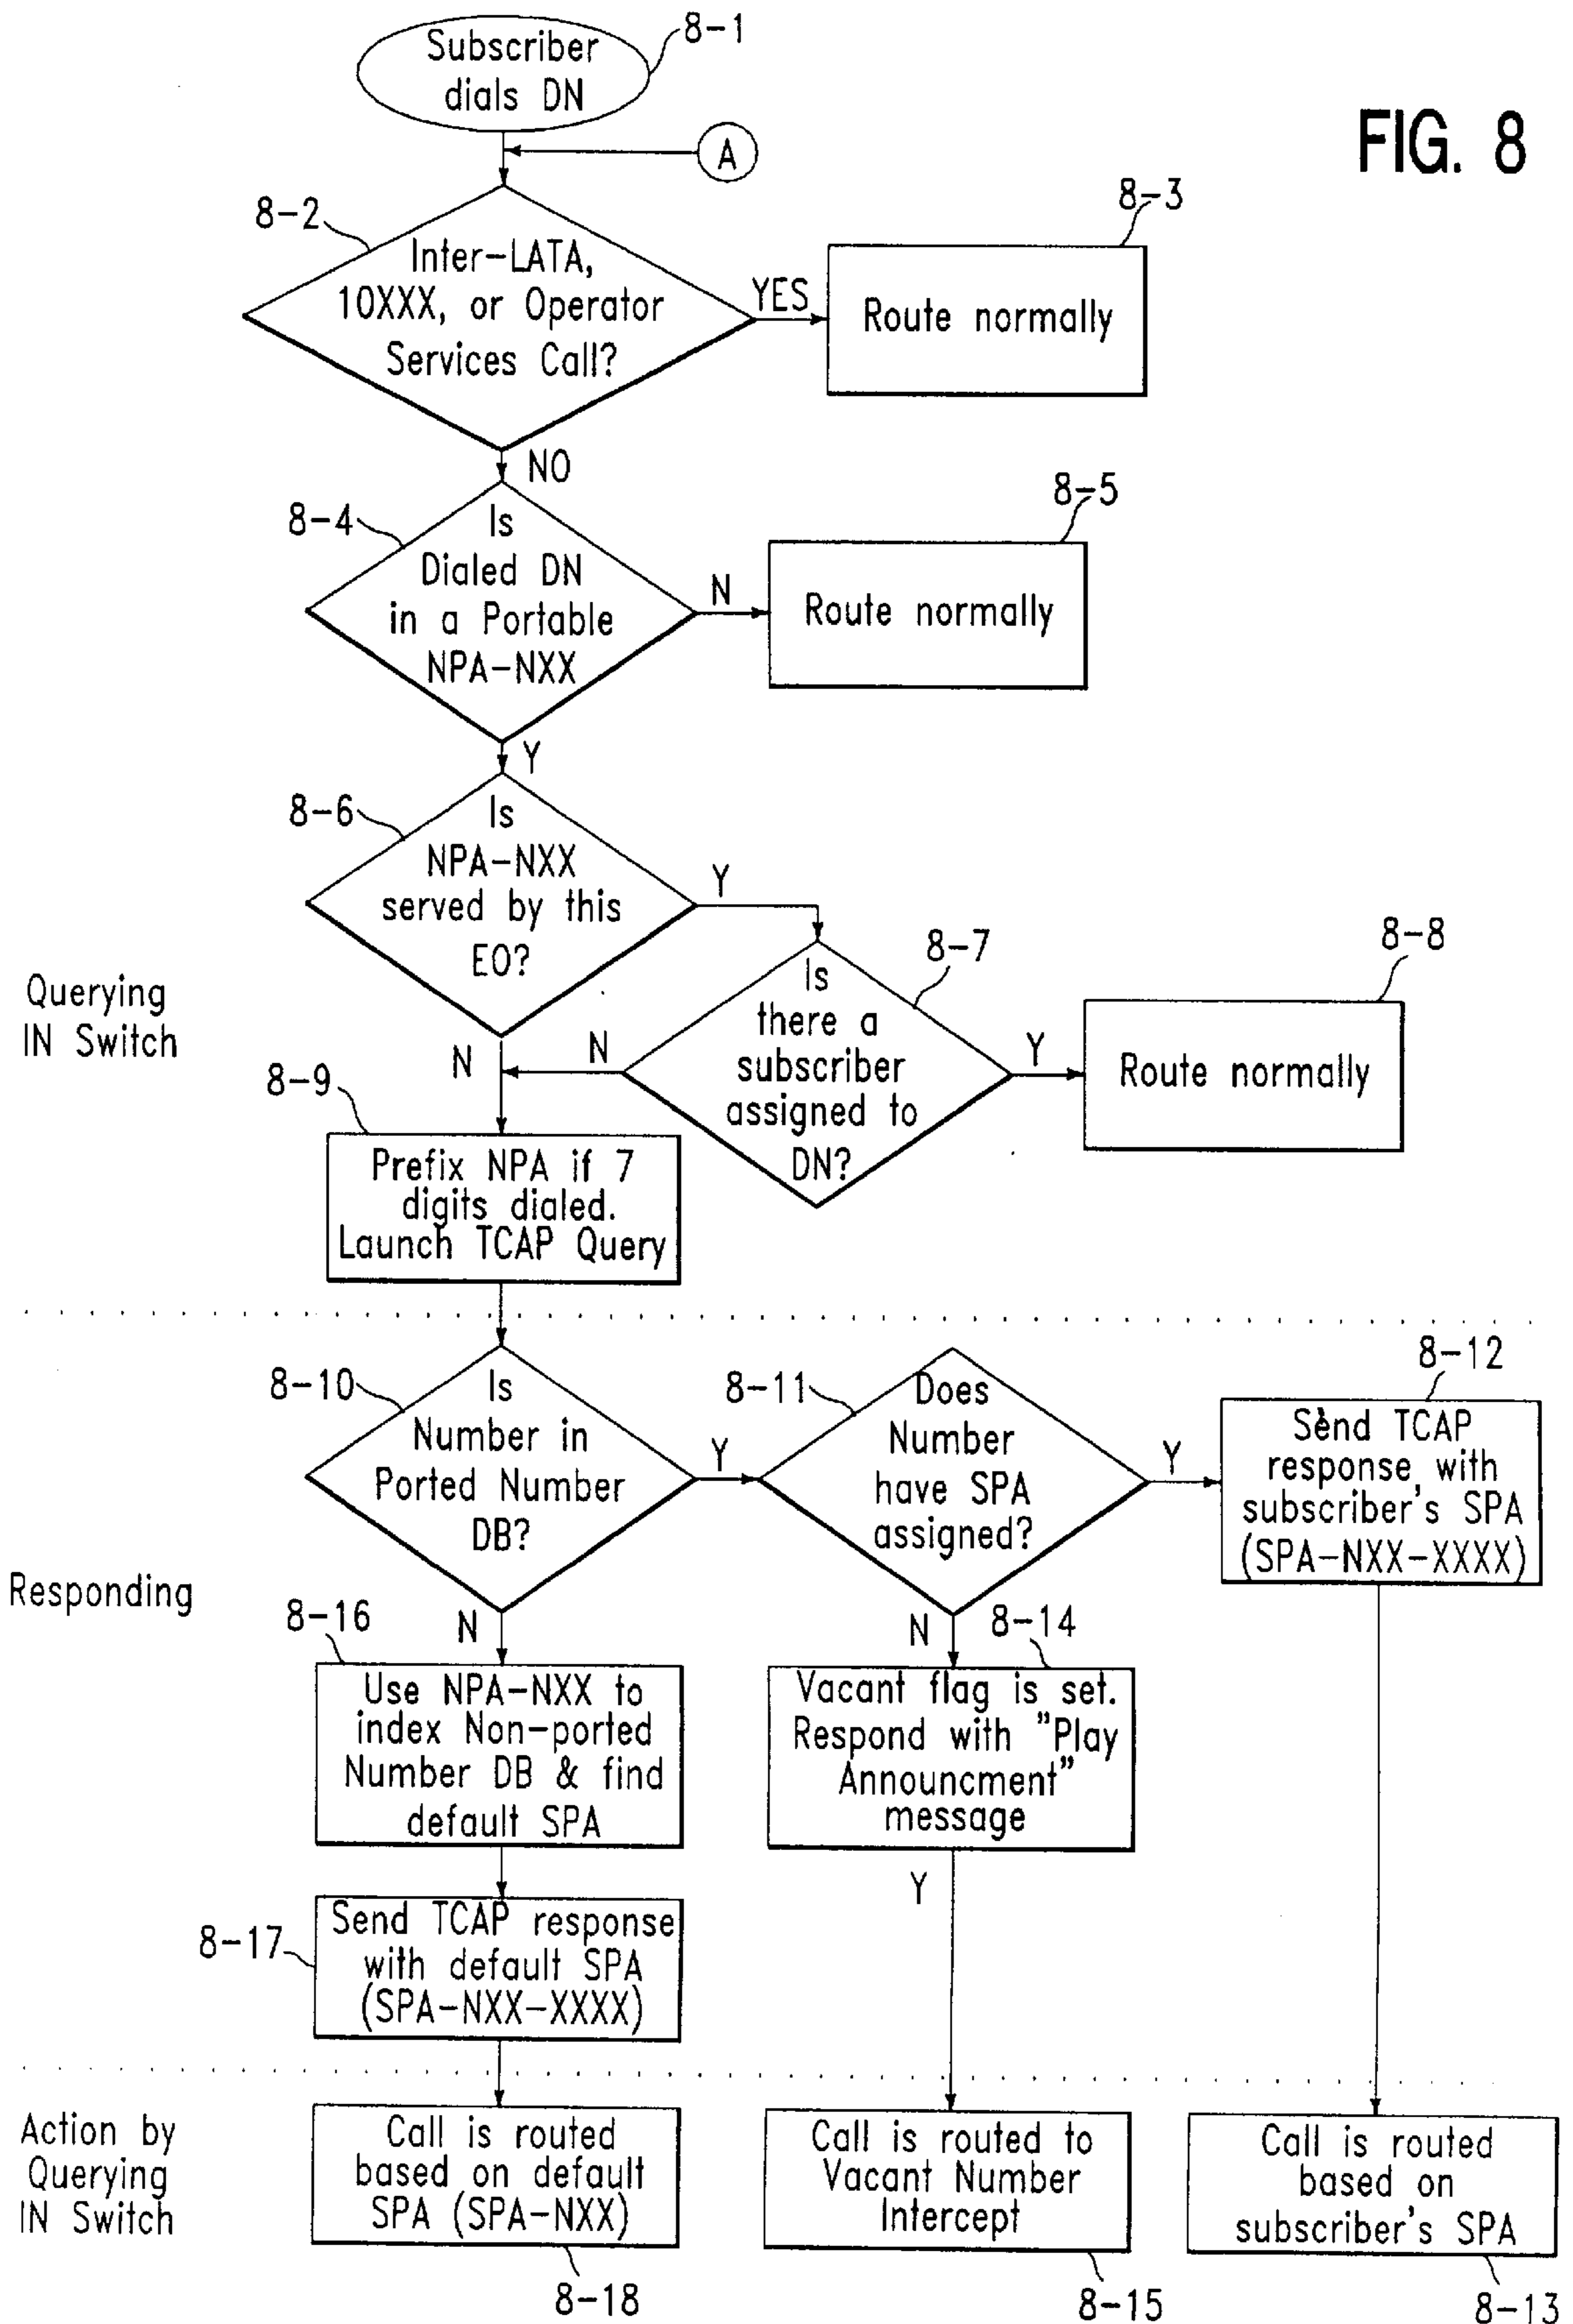 8-1
Subscriber
dials DN
A
FIG. 8
8-2
Inter-LATA,
10XXX, or Operator
Services Call?
YES
8-3
Route normally
NO
8-4
Is
Dialed DN
in a Portable
NPA-NXX
N
8-5
Route normally
Y
8-6
Is
NPA-NXX
served by this
EO?
Y
8-7
Is
there a
subscriber
assigned to
DN?
Y
8-8
Route normally
N
N
Querying
IN Switch
8-9
Prefix NPA if 7
digits dialed.
Launch TCAP Query
8-10
Is
Number in
Ported Number
DB?
Y
8-11
Does
Number
have SPA
assigned?
Y
8-12
Send TCAP
response with
subscriber's SPA
(SPA-NXX-XXXX)
Responding
N
8-16
Use NPA-NXX to
index Non-ported
Number DB & find
default SPA
N
8-14
Vacant flag is set.
Respond with "Play
Announcment"
message
Y
8-17
Send TCAP response
with default SPA
(SPA-NXX-XXXX)
Action by
Querying
IN Switch
Call is routed
based on default
SPA (SPA-NXX)
8-18
Call is routed to
Vacant Number
Intercept
8-15
Call is routed
based on
subscriber's SPA
8-13